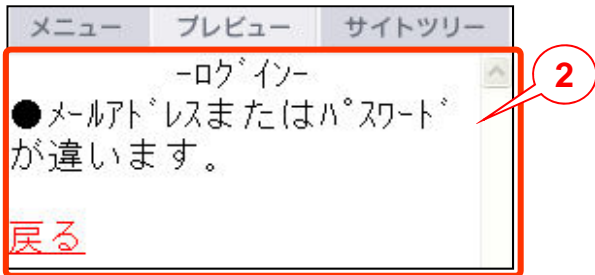 メニュー プレビュー サイトツリー
-ﾛｸﾞｲﾝ-
●ﾒｰﾙｱﾄﾞﾚｽまたはﾊﾟｽﾜｰﾄﾞ
が違います。
2
戻る